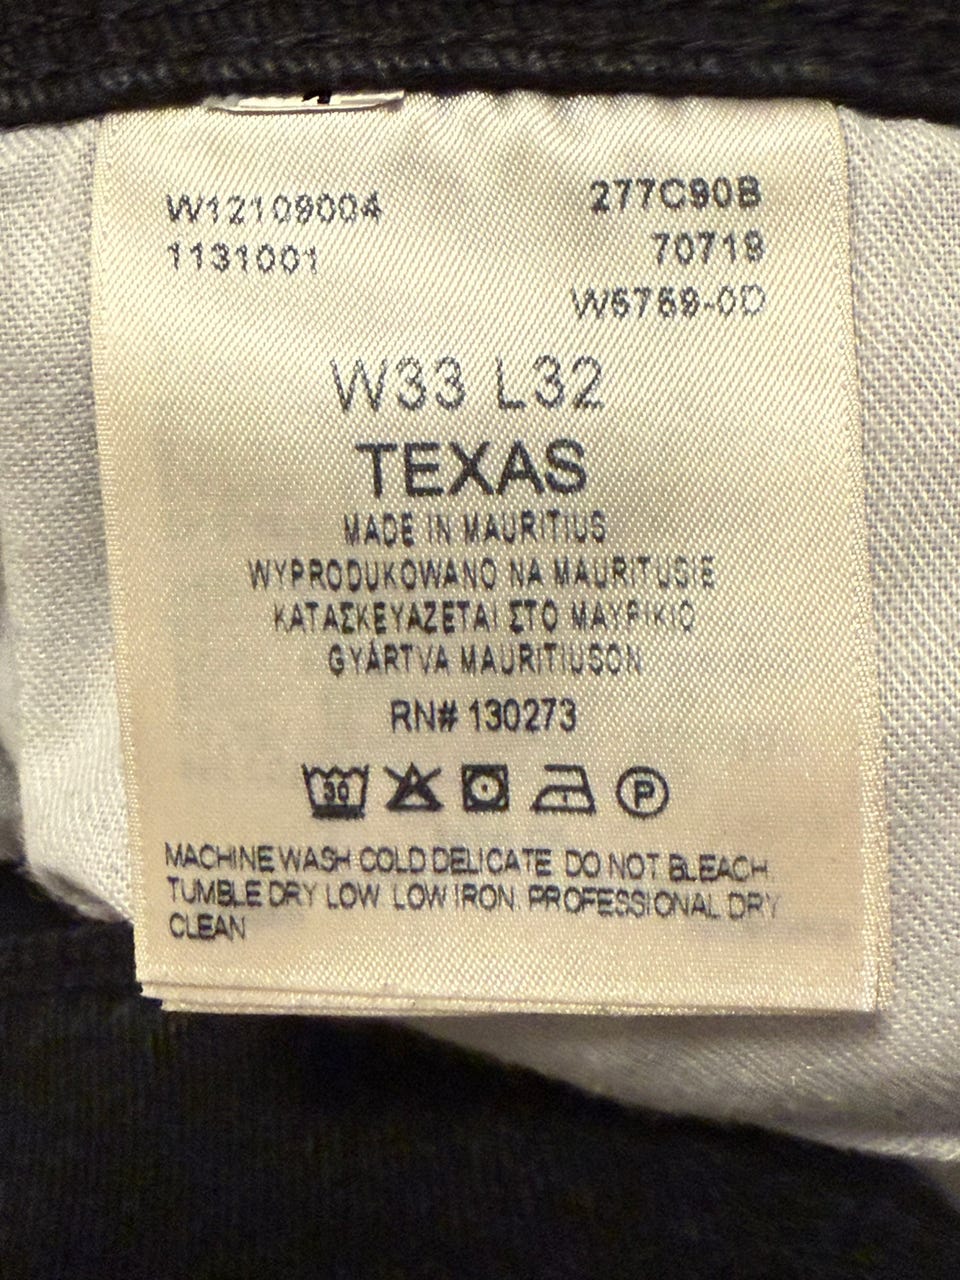 W12109004
1131001
277C90B
70719
W5759-0D
W33 L32
TEXAS
MADE IN MAURITIUS
WYPRODUKOWANO NA MAURITUSIE
ΚΑΤΑΣΚΕΥΑΖΕΤΑΙ ΣΤΟ ΜΑΥΡΙΚΙΟ
GYÁRTVA MAURITIUSON
RN# 130273
30 P
MACHINE WASH COLD DELICATE DO NOT BLEACH.
TUMBLE DRY LOW LOW IRON. PROFESSIONAL DRY
CLEAN